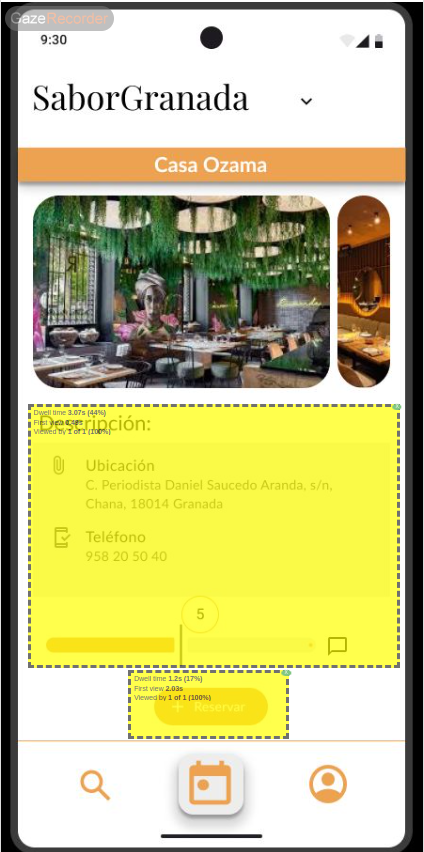 GazeRecorder
9:30
SaborGranada
Casa Ozama
Dwell time 3.07s (44%)
First view
Viewed by 1 of 1 (100%)
Descripción:
Ubicación
C. Periodista Daniel Saucedo Aranda, s/n,
Chana, 18014 Granada
Teléfono
958 20 50 40
5
Dwell time 1.2s (17%)
First view 2.03s
Viewed by 1 of 1 (100%)
+ Reservar